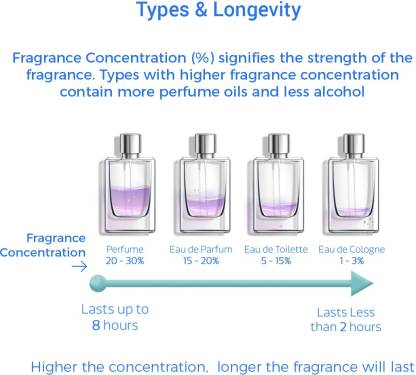 Types & Longevity
Fragrance Concentration (%) signifies the strength of the
fragrance. Types with higher fragrance concentration
contain more perfume oils and less alcohol
Fragrance
Concentration
Perfume
20 - 30%
Eau de Parfum
15 - 20%
Eau de Toilette
5 - 15%
Eau de Cologne
1 - 3%
Lasts up to
8 hours
Lasts Less
than 2 hours
Higher the concentration, longer the fragrance will last